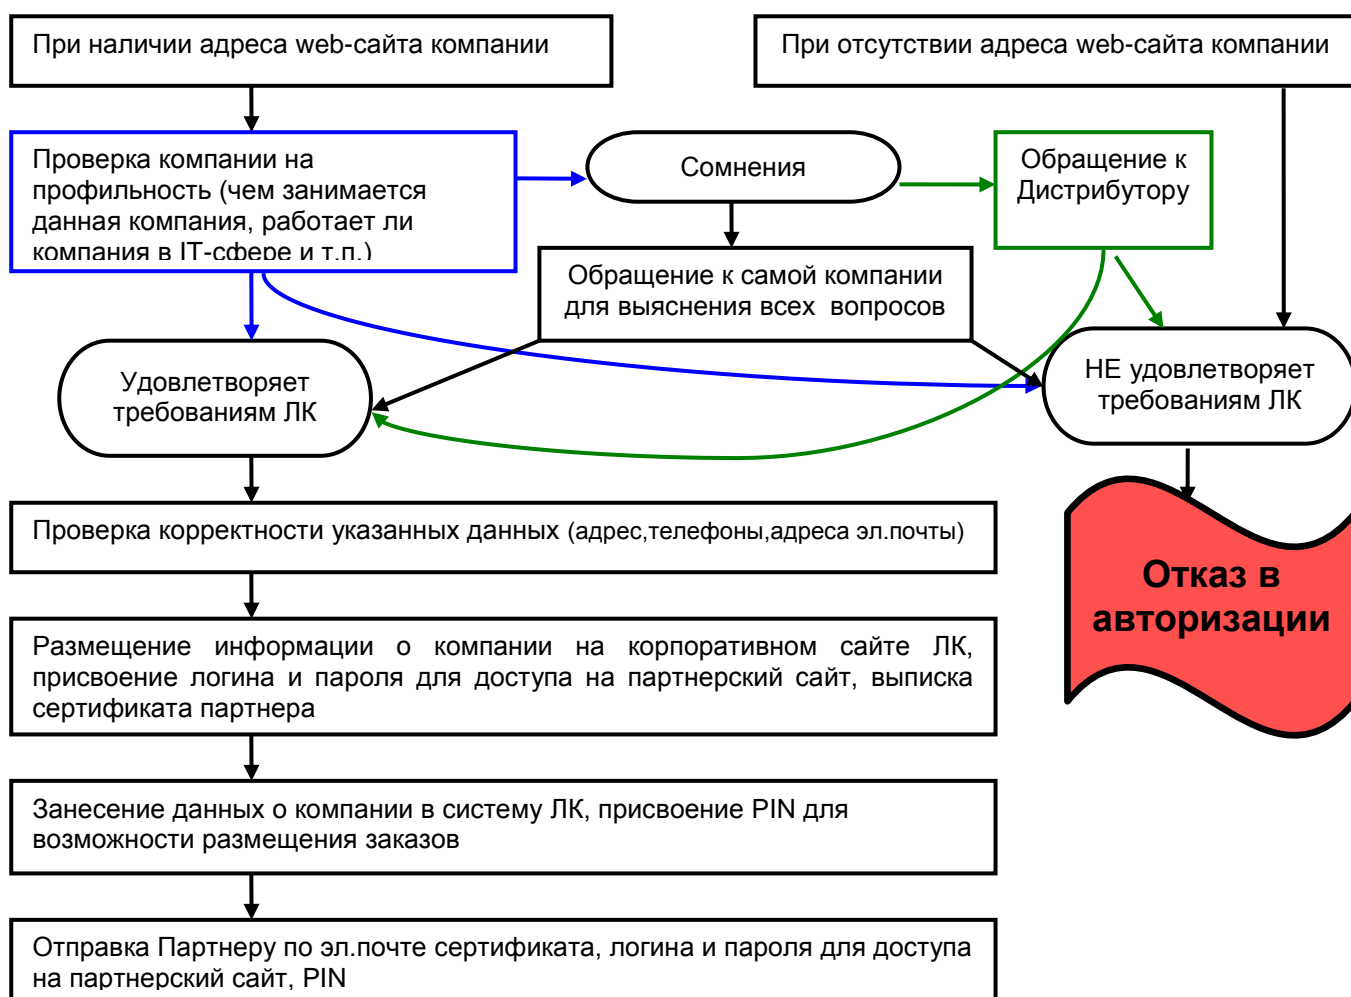 При наличии адреса web-сайта компании
При отсутствии адреса web-сайта компании
Проверка компании на
профильность (чем занимается
данная компания, работает ли
компания в IT-сфере и т.п.)
Сомнения
Обращение к
Дистрибутору
Обращение к самой компании
для выяснения всех вопросов
Удовлетворяет
требованиям ЛК
НЕ удовлетворяет
требованиям ЛК
Проверка корректности указанных данных (адрес,телефоны,адреса эл.почты)
Отказ в
авторизации
Размещение информации о компании на корпоративном сайте ЛК,
присвоение логина и пароля для доступа на партнерский сайт, выписка
сертификата партнера
Занесение данных о компании в систему ЛК, присвоение PIN для
возможности размещения заказов
Отправка Партнеру по эл.почте сертификата, логина и пароля для доступа
на партнерский сайт, PIN